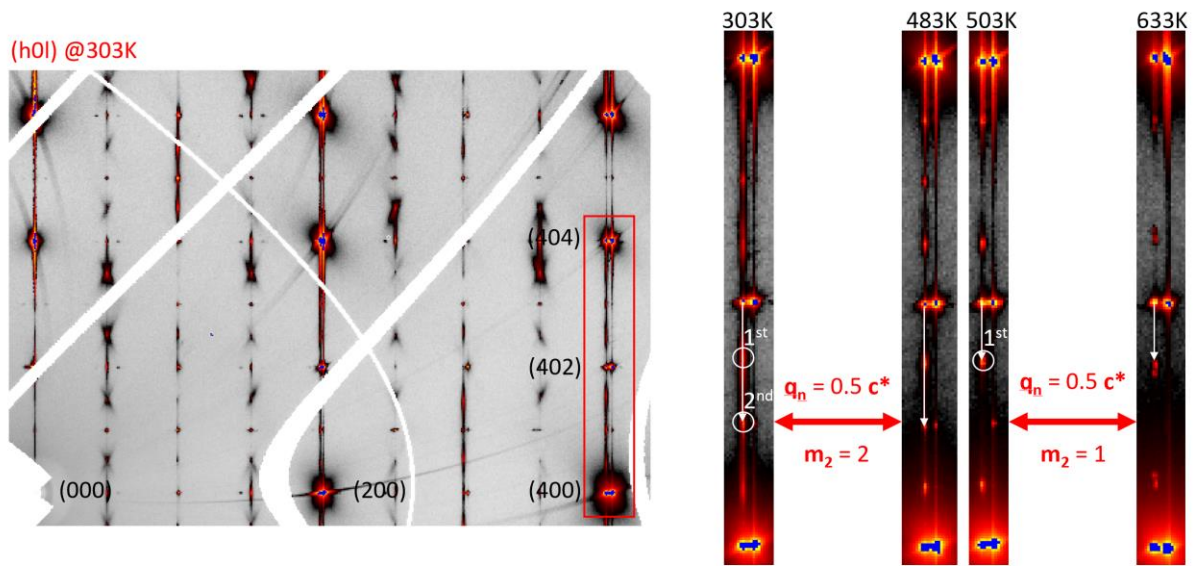 (h0l) @303K
(404)
(402)
(000)
(200)
(400)
303K
483K
503K
633K
1st
2nd
1st
qn = 0.5 c*
m2 = 2
qn = 0.5 c*
m2 = 1